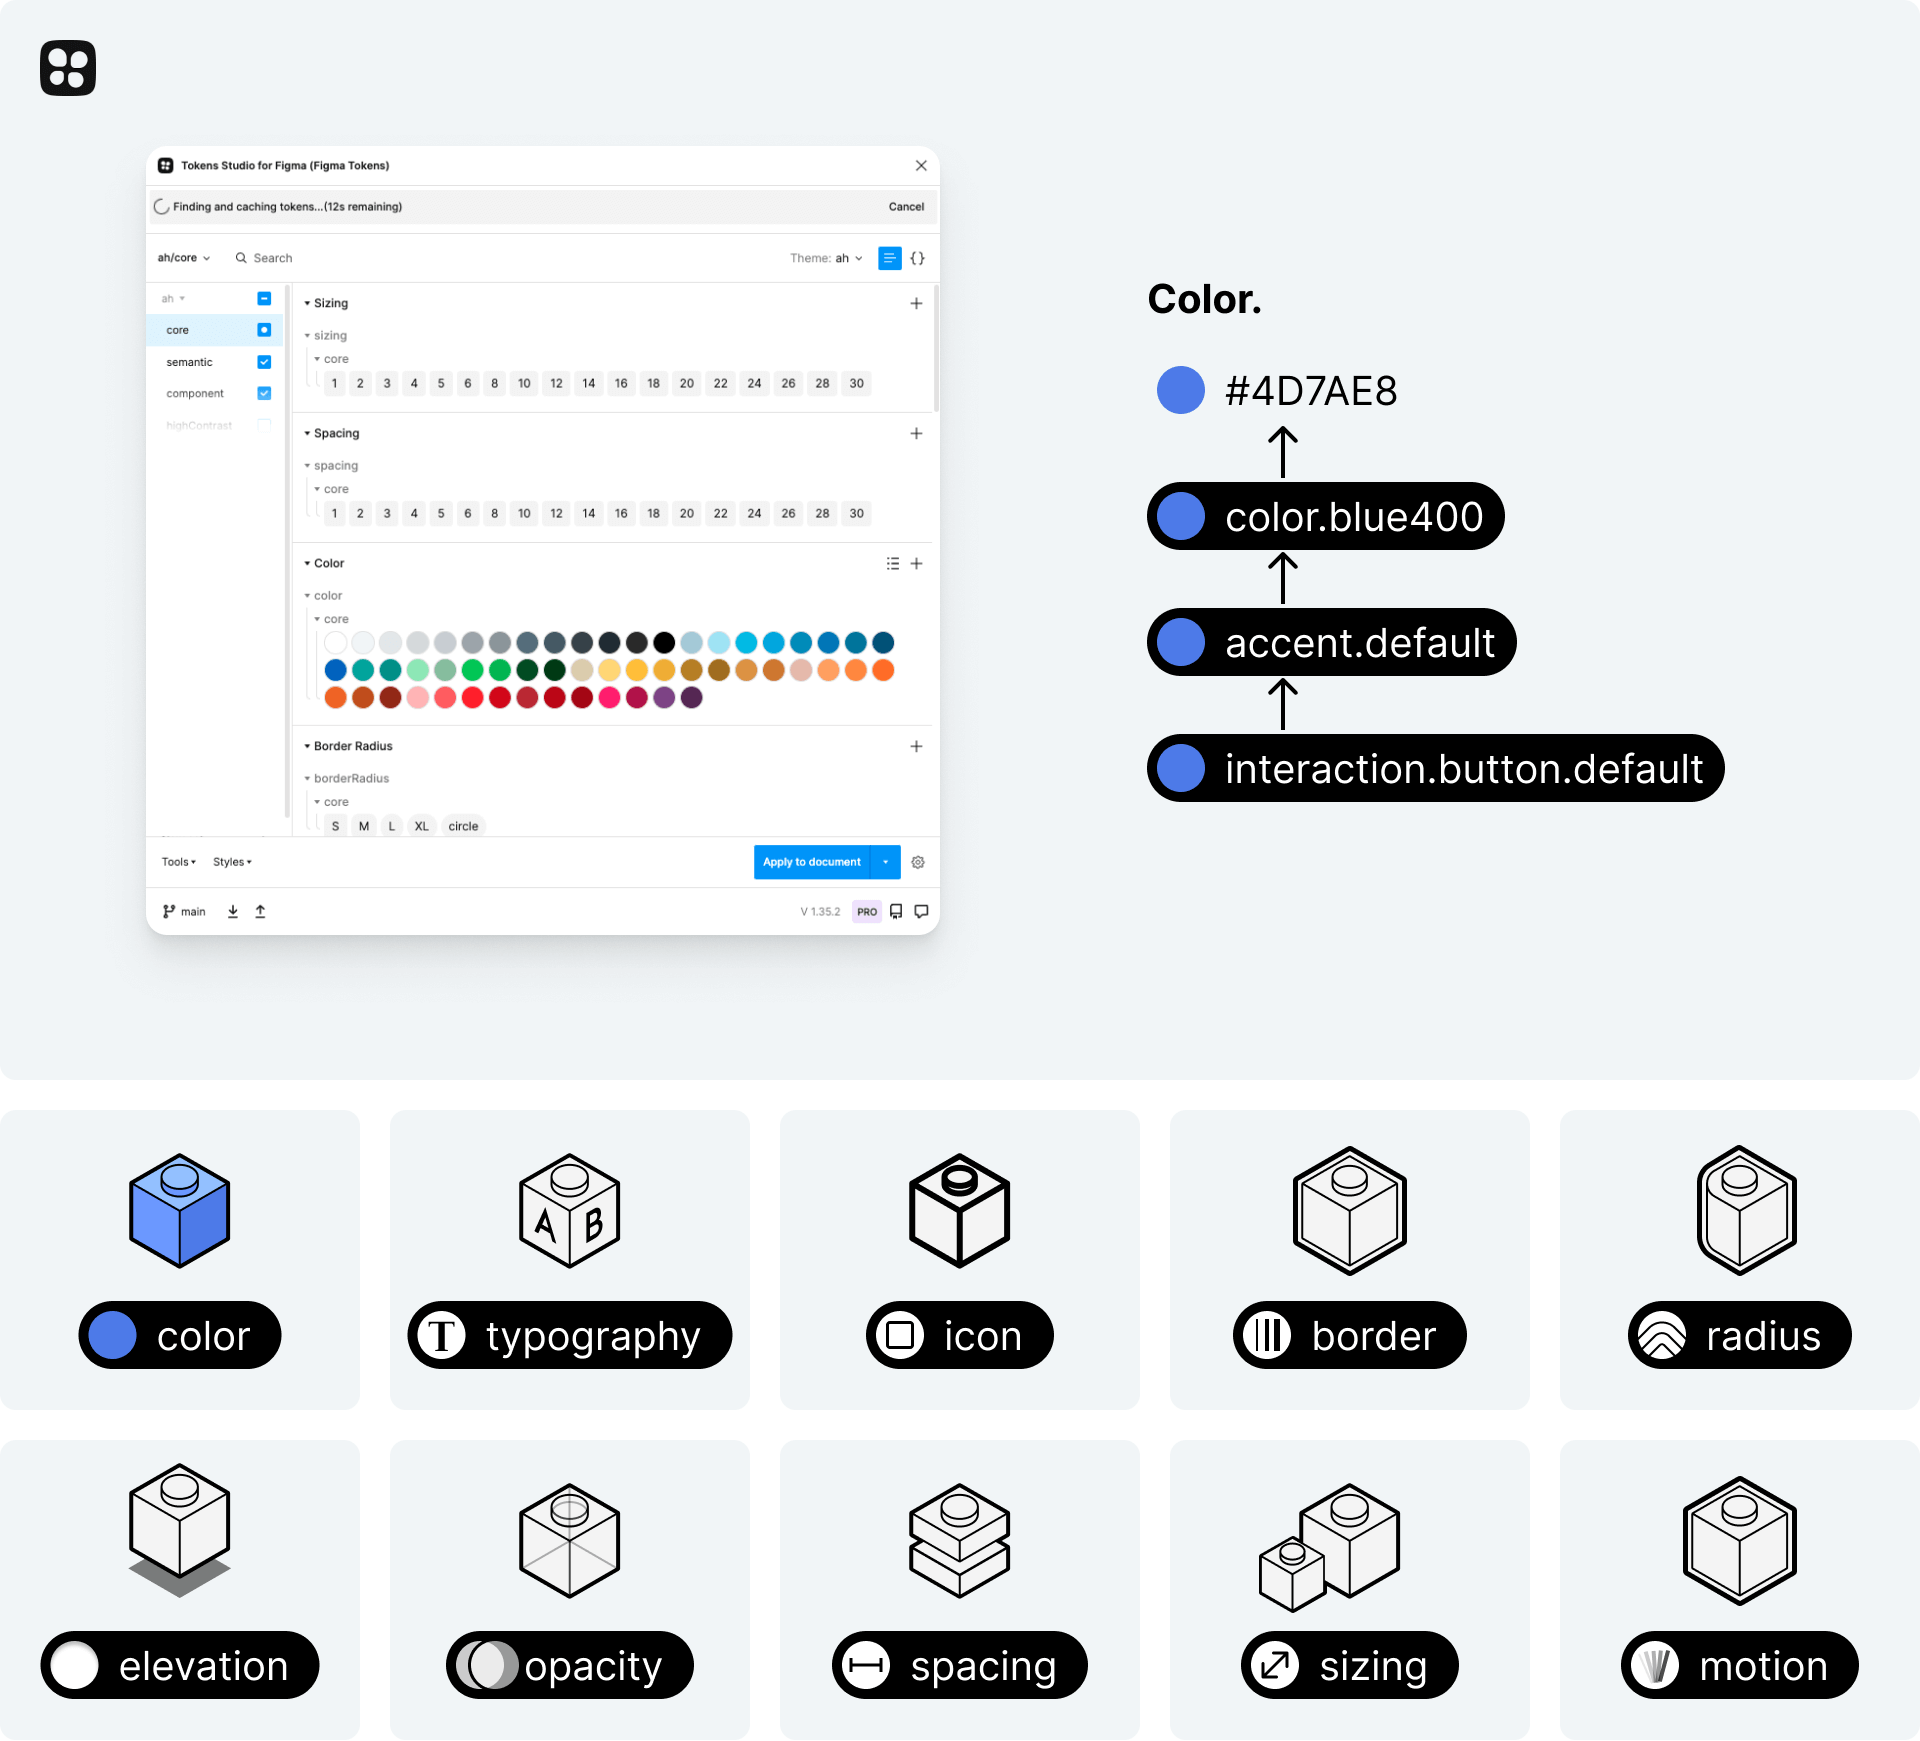 Tokens Studio for Figma (Figma Tokens)
Finding and caching tokens...(12s remaining)
Cancel
ah/core
Search
Theme: ah
{}
ah
core
semantic
component
highContrast
Sizing
sizing
core
1 2 3 4 5 6 8 10 12 14 16 18 20 22 24 26 28 30
Spacing
spacing
core
1 2 3 4 5 6 8 10 12 14 16 18 20 22 24 26 28 30
Color
color
core
Border Radius
borderRadius
core
S M L XL circle
Tools Styles
Apply to document
main
V 1.35.2
PRO
Color.
#4D7AE8
color.blue400
accent.default
interaction.button.default
A B
color
T typography
icon
border
radius
elevation
opacity
spacing
sizing
motion